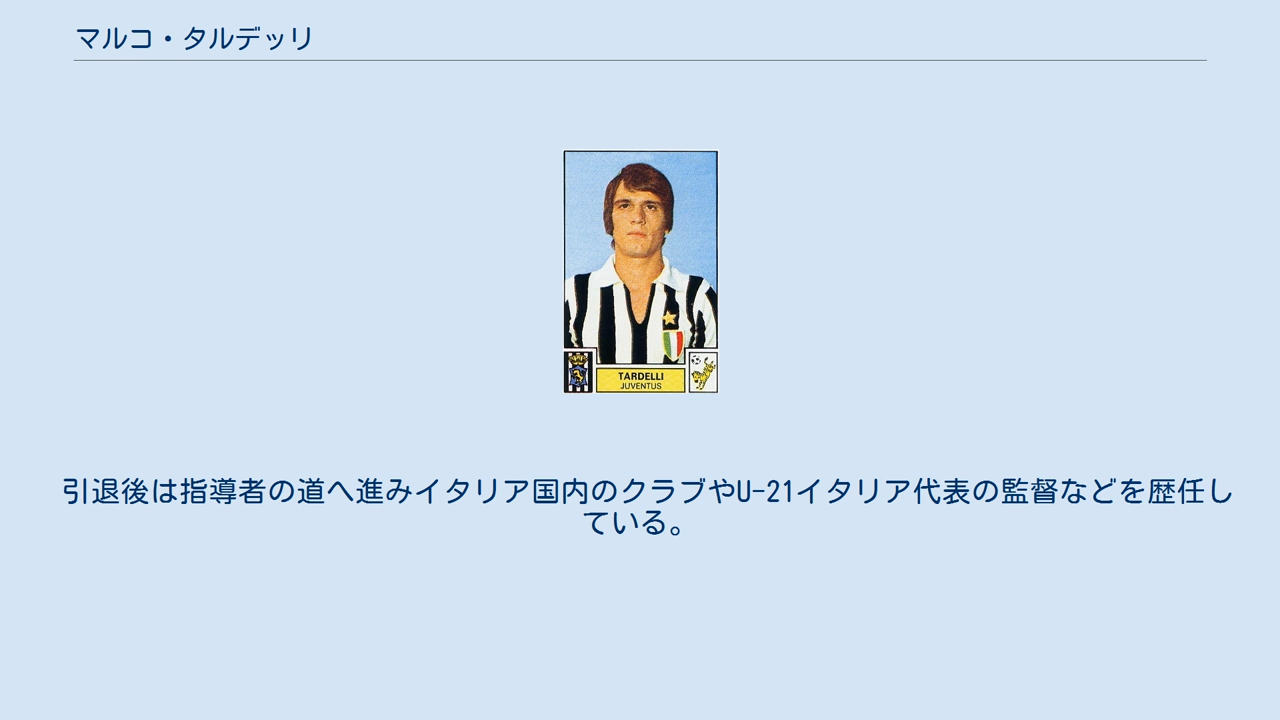 マルコ・タルデッリ
TARDELLI
JUVENTUS
引退後は指導者の道へ進みイタリア国内のクラブやU-21イタリア代表の監督などを歴任し
ている。